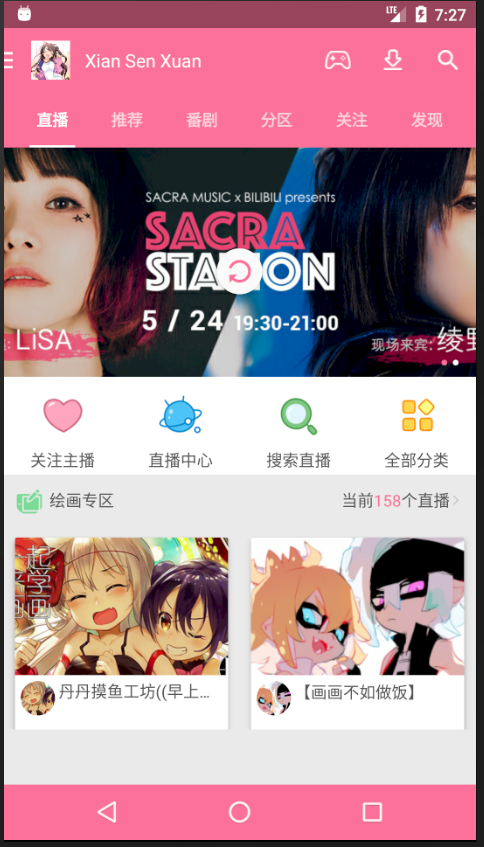 LTE 7:27
Xian Sen Xuan
直播 推荐 番剧 分区 关注 发现
SACRA MUSIC x BILIBILI presents
SACRA
STATION
5 / 24 19:30-21:00
LiSA
现场来宾: 绫野
关注主播 直播中心 搜索直播 全部分类
绘画专区 当前158个直播
起学画
丹丹摸鱼工坊((早上…
【画画不如做饭】